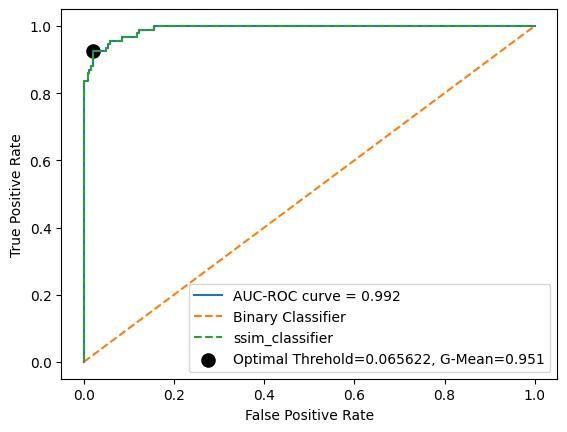 1.0
0.8
0.6
0.4
0.2
0.0
True Positive Rate
AUC-ROC curve = 0.992
Binary Classifier
ssim_classifier
Optimal Threhold=0.065622, G-Mean=0.951
0.0 0.2 0.4 0.6 0.8 1.0
False Positive Rate